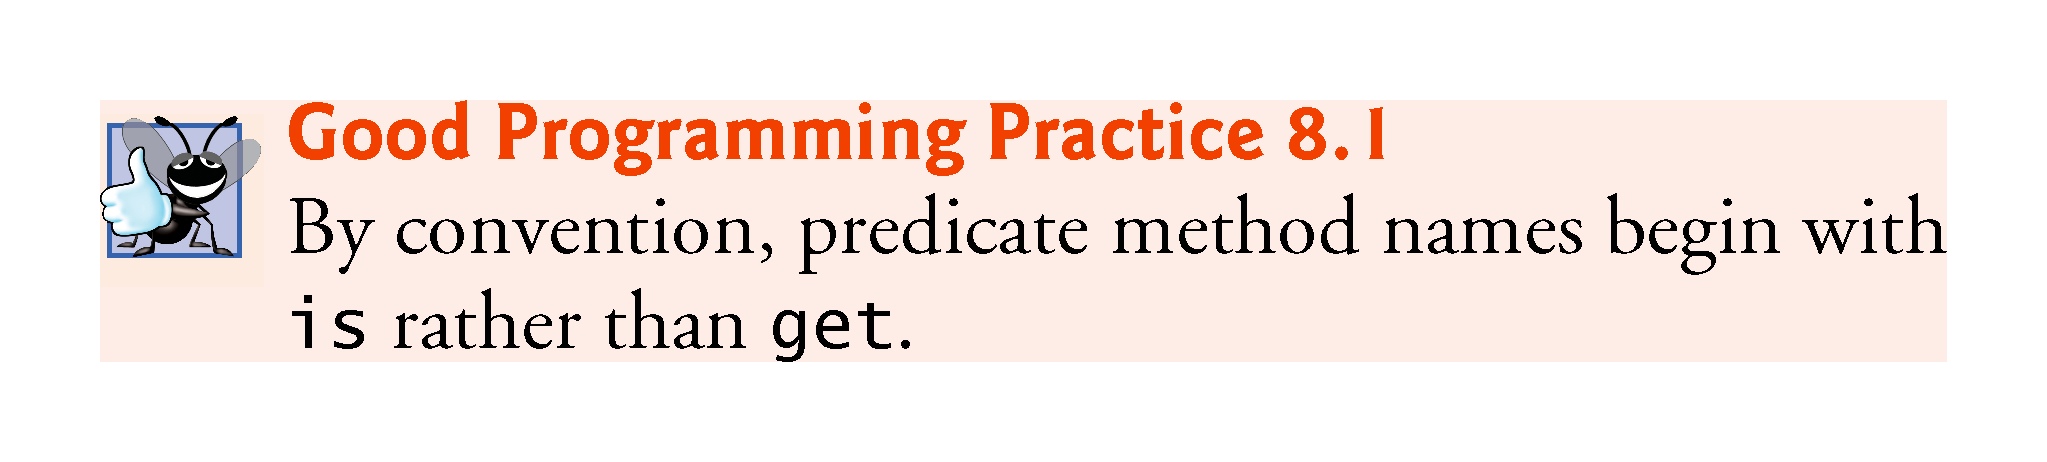 Good Programming Practice 8.1
By convention, predicate method names begin with
is rather than get.